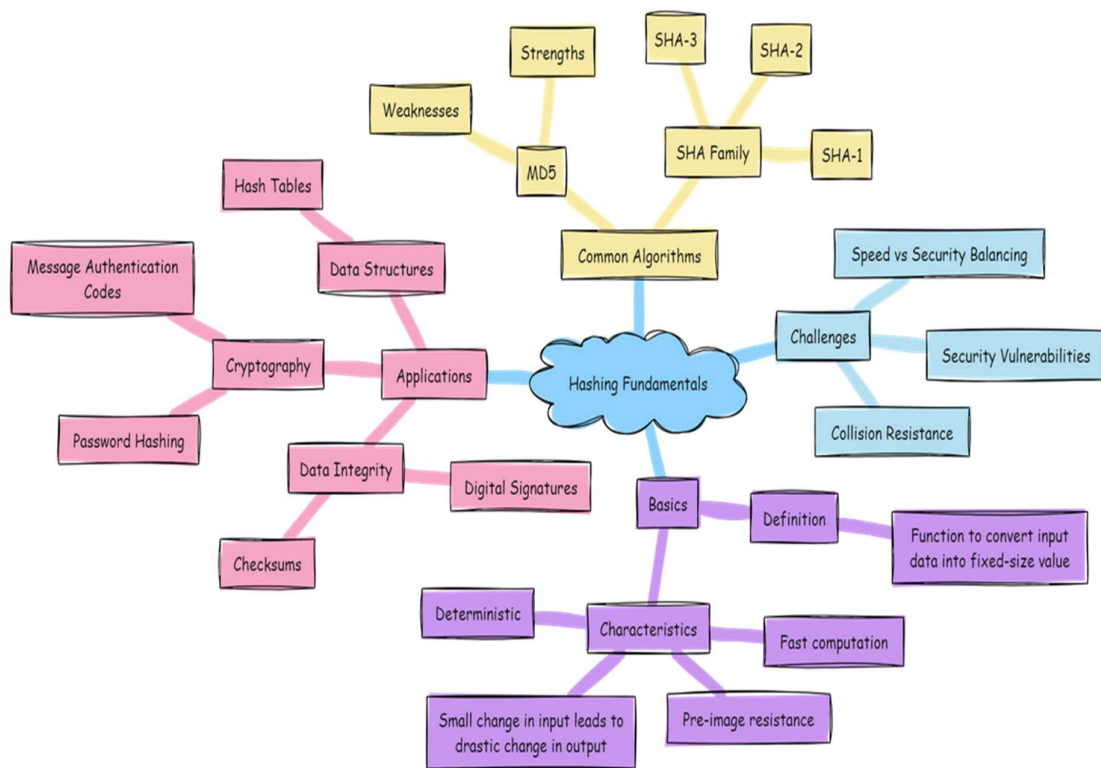 SHA-3
SHA-2
Strengths
Weaknesses
SHA Family
SHA-1
MD5
Hash Tables
Common Algorithms
Speed vs Security Balancing
Message Authentication
Codes
Data Structures
Challenges
Security Vulnerabilities
Cryptography
Applications
Hashing Fundamentals
Password Hashing
Collision Resistance
Data Integrity
Digital Signatures
Basics
Definition
Function to convert input
data into fixed-size value
Checksums
Deterministic
Characteristics
Fast computation
Small change in input leads to
drastic change in output
Pre-image resistance